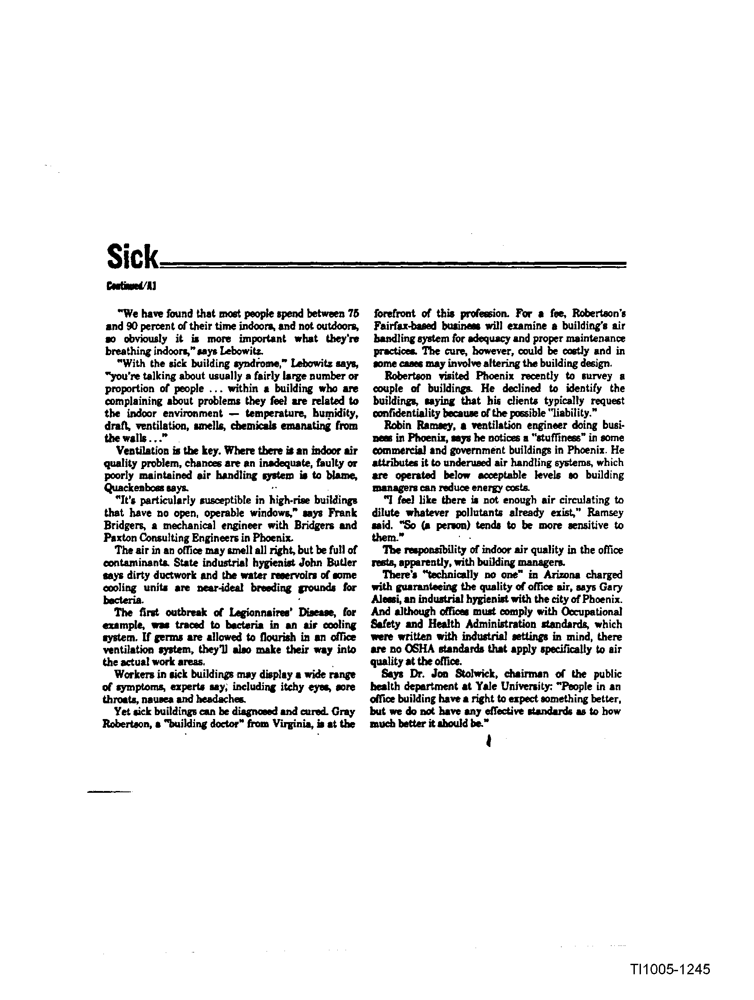 Sick
Continued/A1
"We have found that most people spend between 75
and 90 percent of their time indoors, and not outdoors,
so obviously it is more important what they're
breathing indoors," says Lebowitz.
"With the sick building syndrome," Lebowitz says,
"you're talking about usually a fairly large number or
proportion of people ... within a building who are
complaining about problems they feel are related to
the indoor environment — temperature, humidity,
draft, ventilation, smells, chemicals emanating from
the walls ..."
Ventilation is the key. Where there is an indoor air
quality problem, chances are an inadequate, faulty or
poorly maintained air handling system is to blame,
Quackenboss says.
"It's particularly susceptible in high-rise buildings
that have no open, operable windows," says Frank
Bridgers, a mechanical engineer with Bridgers and
Paxton Consulting Engineers in Phoenix.
The air in an office may smell all right, but be full of
contaminants. State industrial hygienist John Butler
says dirty ductwork and the water reservoirs of some
cooling units are near-ideal breeding grounds for
bacteria.
The first outbreak of Legionnaires' Disease, for
example, was traced to bacteria in an air cooling
system. If germs are allowed to flourish in an office
ventilation system, they'll also make their way into
the actual work areas.
Workers in sick buildings may display a wide range
of symptoms, experts say, including itchy eyes, sore
throats, nausea and headaches.
Yet sick buildings can be diagnosed and cured. Gray
Robertson, a "building doctor" from Virginia, is at the
forefront of this profession. For a fee, Robertson's
Fairfax-based business will examine a building's air
handling system for adequacy and proper maintenance
practices. The cure, however, could be costly and in
some cases may involve altering the building design.
Robertson visited Phoenix recently to survey a
couple of buildings. He declined to identify the
buildings, saying that his clients typically request
confidentiality because of the possible "liability."
Robin Ramsey, a ventilation engineer doing busi-
ness in Phoenix, says he notices a "stuffiness" in some
commercial and government buildings in Phoenix. He
attributes it to underused air handling systems, which
are operated below acceptable levels so building
managers can reduce energy costs.
"I feel like there is not enough air circulating to
dilute whatever pollutants already exist," Ramsey
said. "So (a person) tends to be more sensitive to
them."
The responsibility of indoor air quality in the office
rests, apparently, with building managers.
There's "technically no one" in Arizona charged
with guaranteeing the quality of office air, says Gary
Alessi, an industrial hygienist with the city of Phoenix.
And although offices must comply with Occupational
Safety and Health Administration standards, which
were written with industrial settings in mind, there
are no OSHA standards that apply specifically to air
quality at the office.
Says Dr. Jon Stolwick, chairman of the public
health department at Yale University: "People in an
office building have a right to expect something better,
but we do not have any effective standards as to how
much better it should be."
TI1005-1245